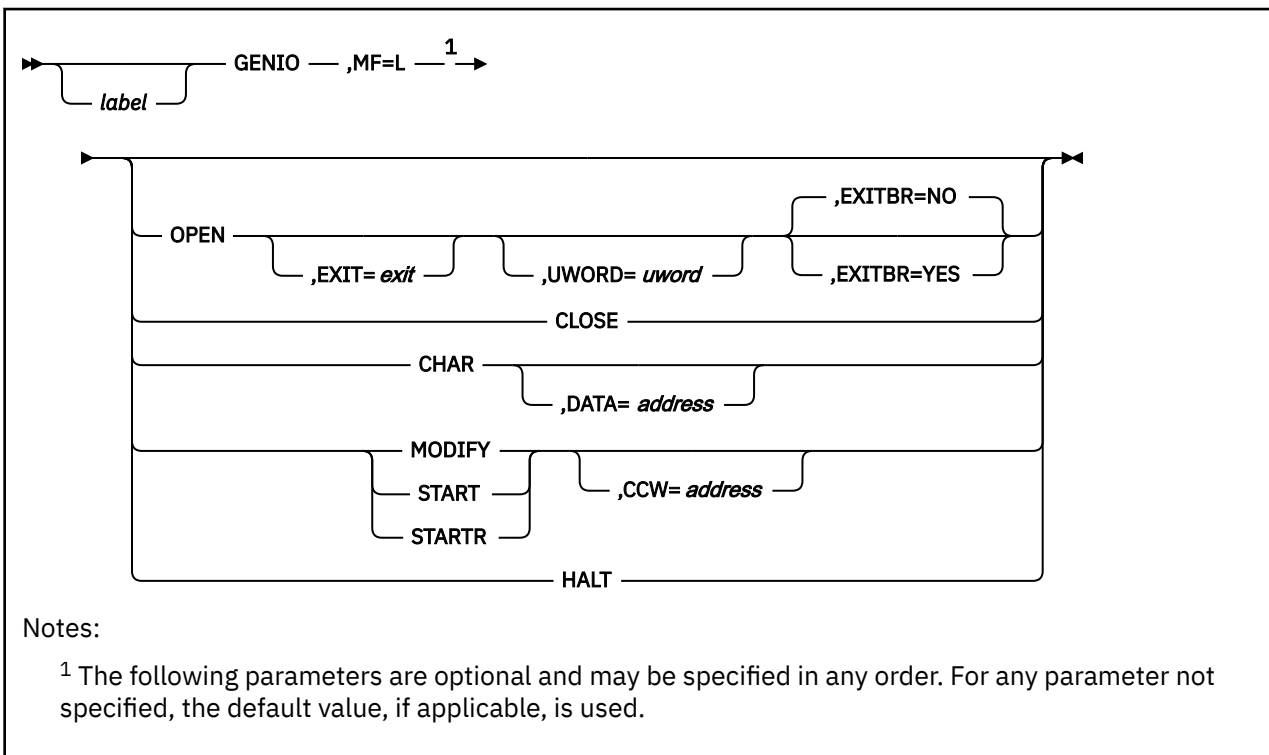 label GENIO ,MF=L 1
OPEN ,EXIT= exit ,UWORD= uword ,EXITBR=NO
,EXITBR=YES
CLOSE
CHAR
,DATA= address
MODIFY
START ,CCW= address
STARTR
HALT
Notes:
1 The following parameters are optional and may be specified in any order. For any parameter not
specified, the default value, if applicable, is used.